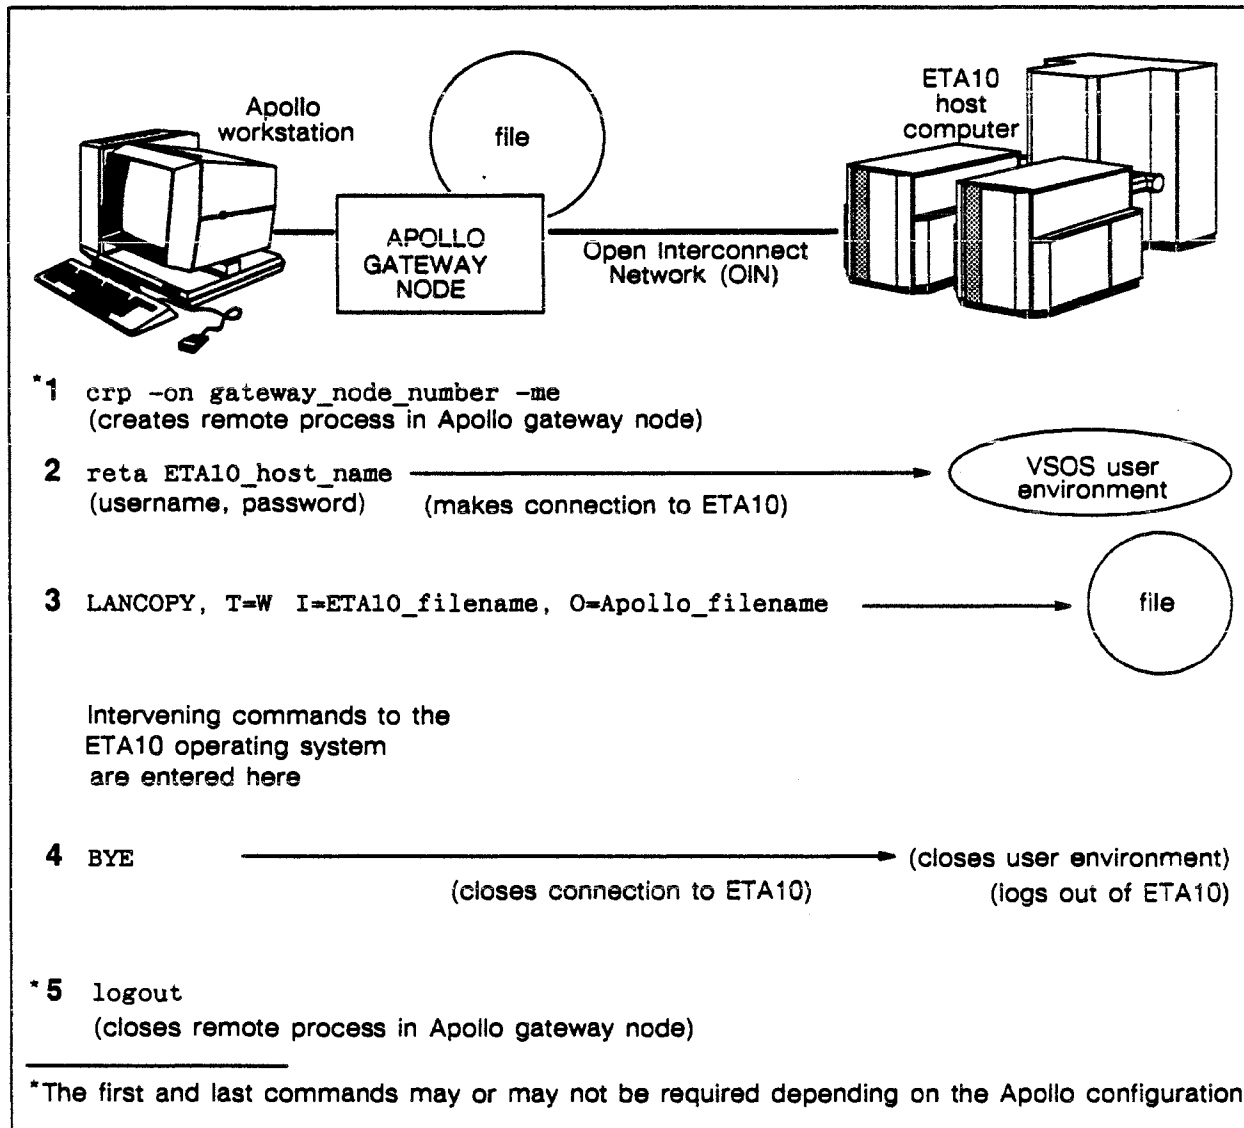 Apollo
workstation
file
ETA10
host
computer
APOLLO
GATEWAY
NODE
Open Interconnect
Network (OIN)
*1 crp -on gateway_node_number -me
(creates remote process in Apollo gateway node)
2 reta ETA10_host_name
(username, password) (makes connection to ETA10)
VSOS user
environment
3 LANCOPY, T=W I=ETA10_filename, O=Apollo_filename
file
Intervening commands to the
ETA10 operating system
are entered here
4 BYE (closes user environment)
(closes connection to ETA10) (logs out of ETA10)
*5 logout
(closes remote process in Apollo gateway node)
*The first and last commands may or may not be required depending on the Apollo configuration